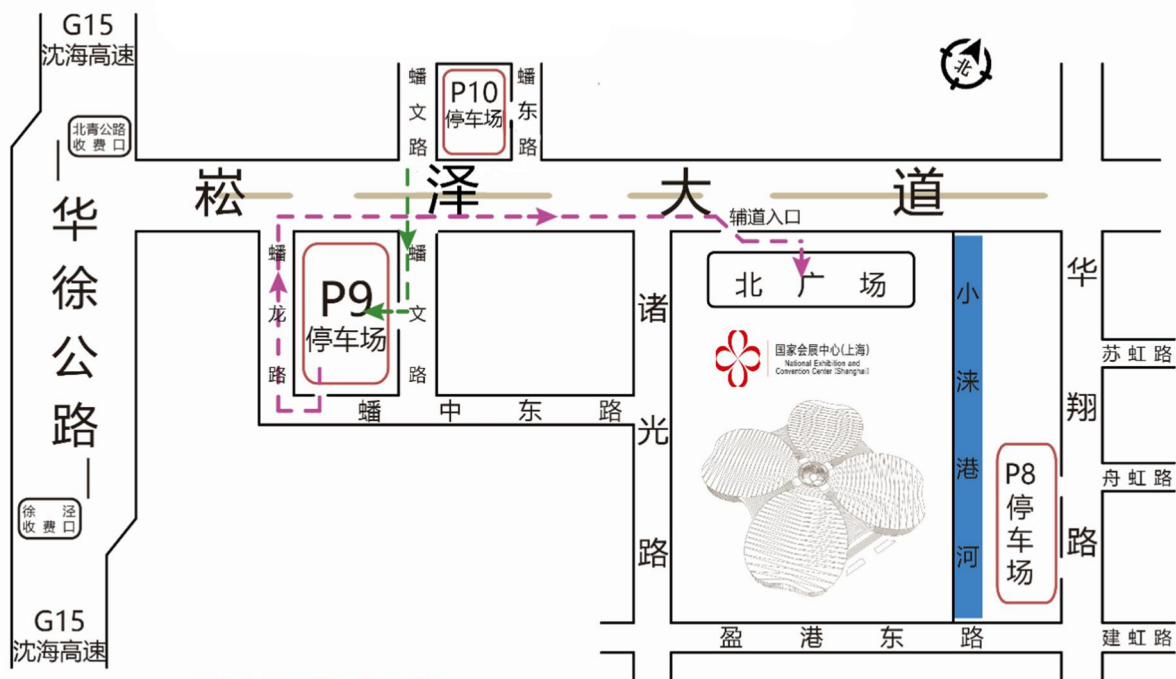 G15
沈海高速
北青公路
收费口
华徐公路
徐泾
收费口
G15
沈海高速
蟠文路
P10
停车场
蟠东路
北
崧泽大道
辅道入口
蟠龙路
P9
停车场
蟠文路
蟠中东路
诸光路
北广场
国家会展中心(上海)
National Exhibition and
Convention Center (Shanghai)
小涞港河
P8
停车场
华翔路
苏虹路
舟虹路
建虹路
盈港东路